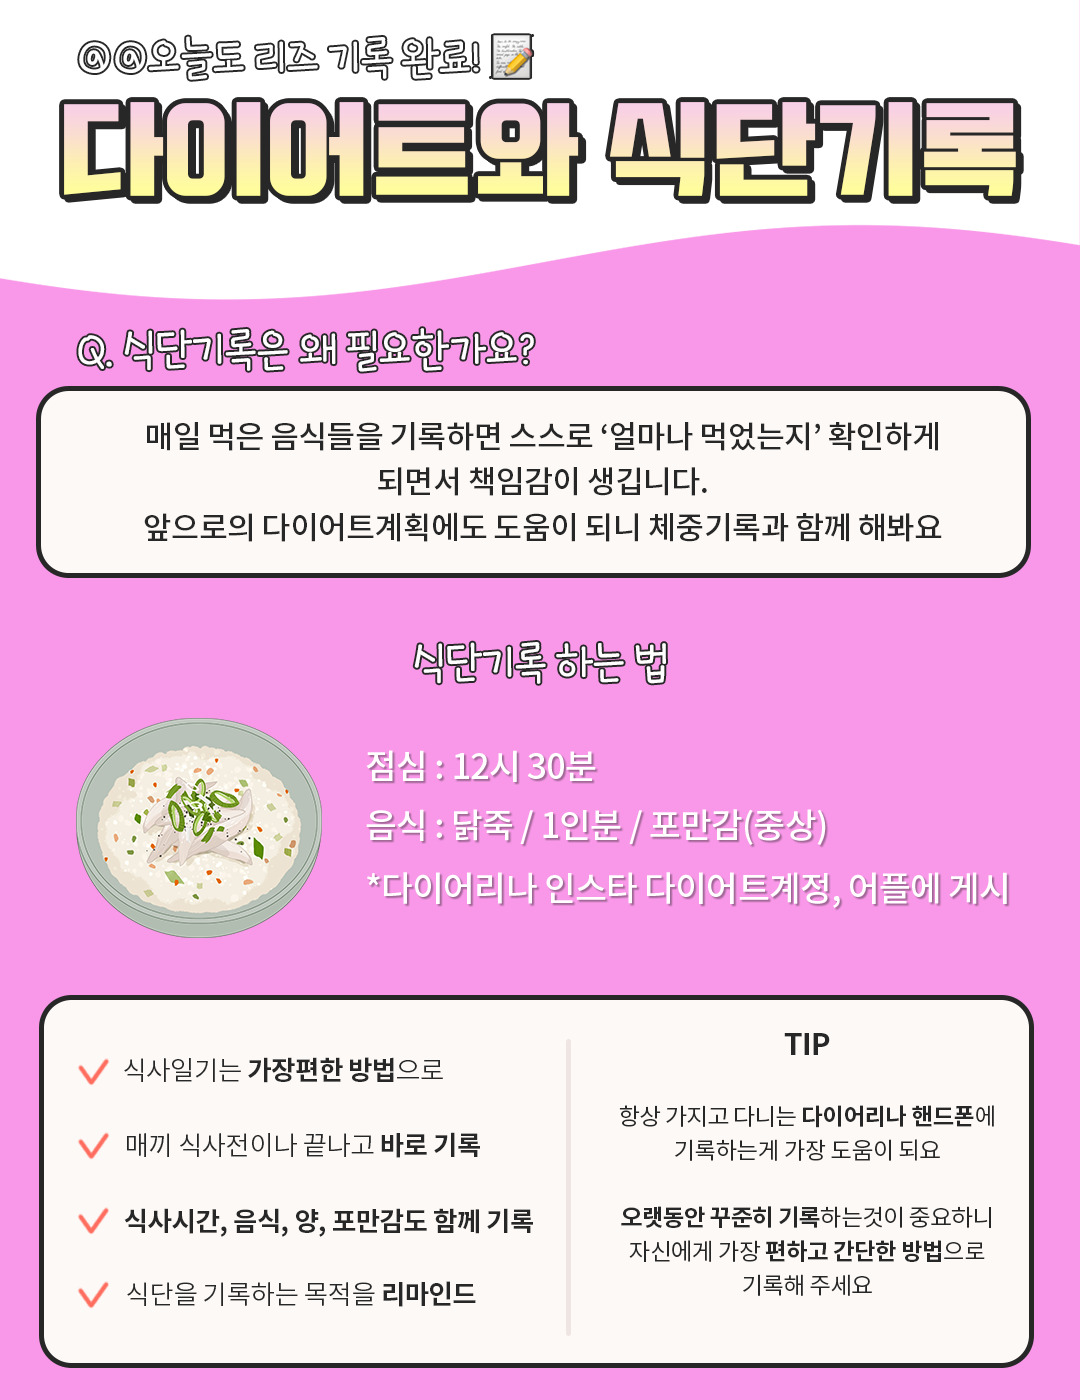 @@오늘도 리즈 기록 완료!
다이어트와 식단기록
Q. 식단기록은 왜 필요한가요?
매일 먹은 음식들을 기록하면 스스로 ‘얼마나 먹었는지’ 확인하게
되면서 책임감이 생깁니다.
앞으로의 다이어트계획에도 도움이 되니 체중기록과 함께 해봐요
식단기록 하는 법
점심 : 12시 30분
음식 : 닭죽 / 1인분 / 포만감(중상)
*다이어리나 인스타 다이어트계정, 어플에 게시
식사일기는 가장편한 방법으로
매끼 식사전이나 끝나고 바로 기록
식사시간, 음식, 양, 포만감도 함께 기록
식단을 기록하는 목적을 리마인드
TIP
항상 가지고 다니는 다이어리나 핸드폰에
기록하는게 가장 도움이 되요
오랫동안 꾸준히 기록하는것이 중요하니
자신에게 가장 편하고 간단한 방법으로
기록해 주세요